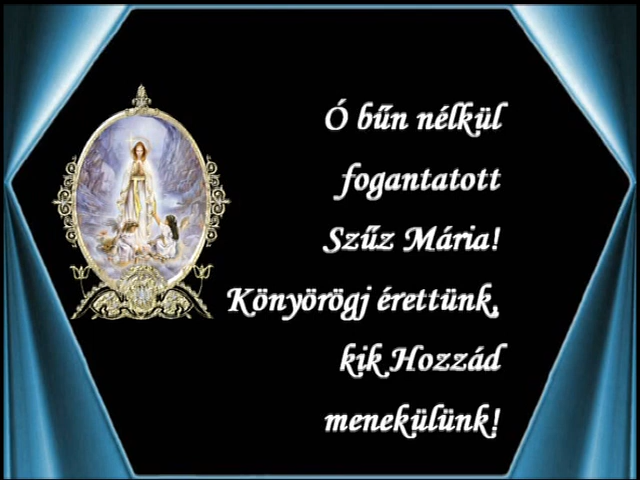 Ó bűn nélkül
fogantatott
Szűz Mária!
Könyörögj érettünk,
kik Hozzád
menekülünk!